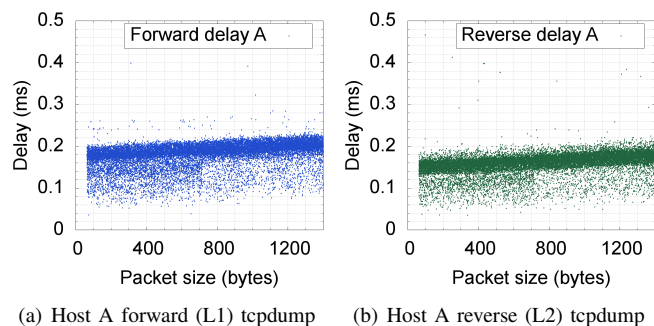 Forward delay A
Delay (ms)
0.5
0.4
0.3
0.2
0.1
0
0 400 800 1200
Packet size (bytes)
(a) Host A forward (L1) tcpdump
Reverse delay A
Delay (ms)
0.5
0.4
0.3
0.2
0.1
0
0 400 800 1200
Packet size (bytes)
(b) Host A reverse (L2) tcpdump